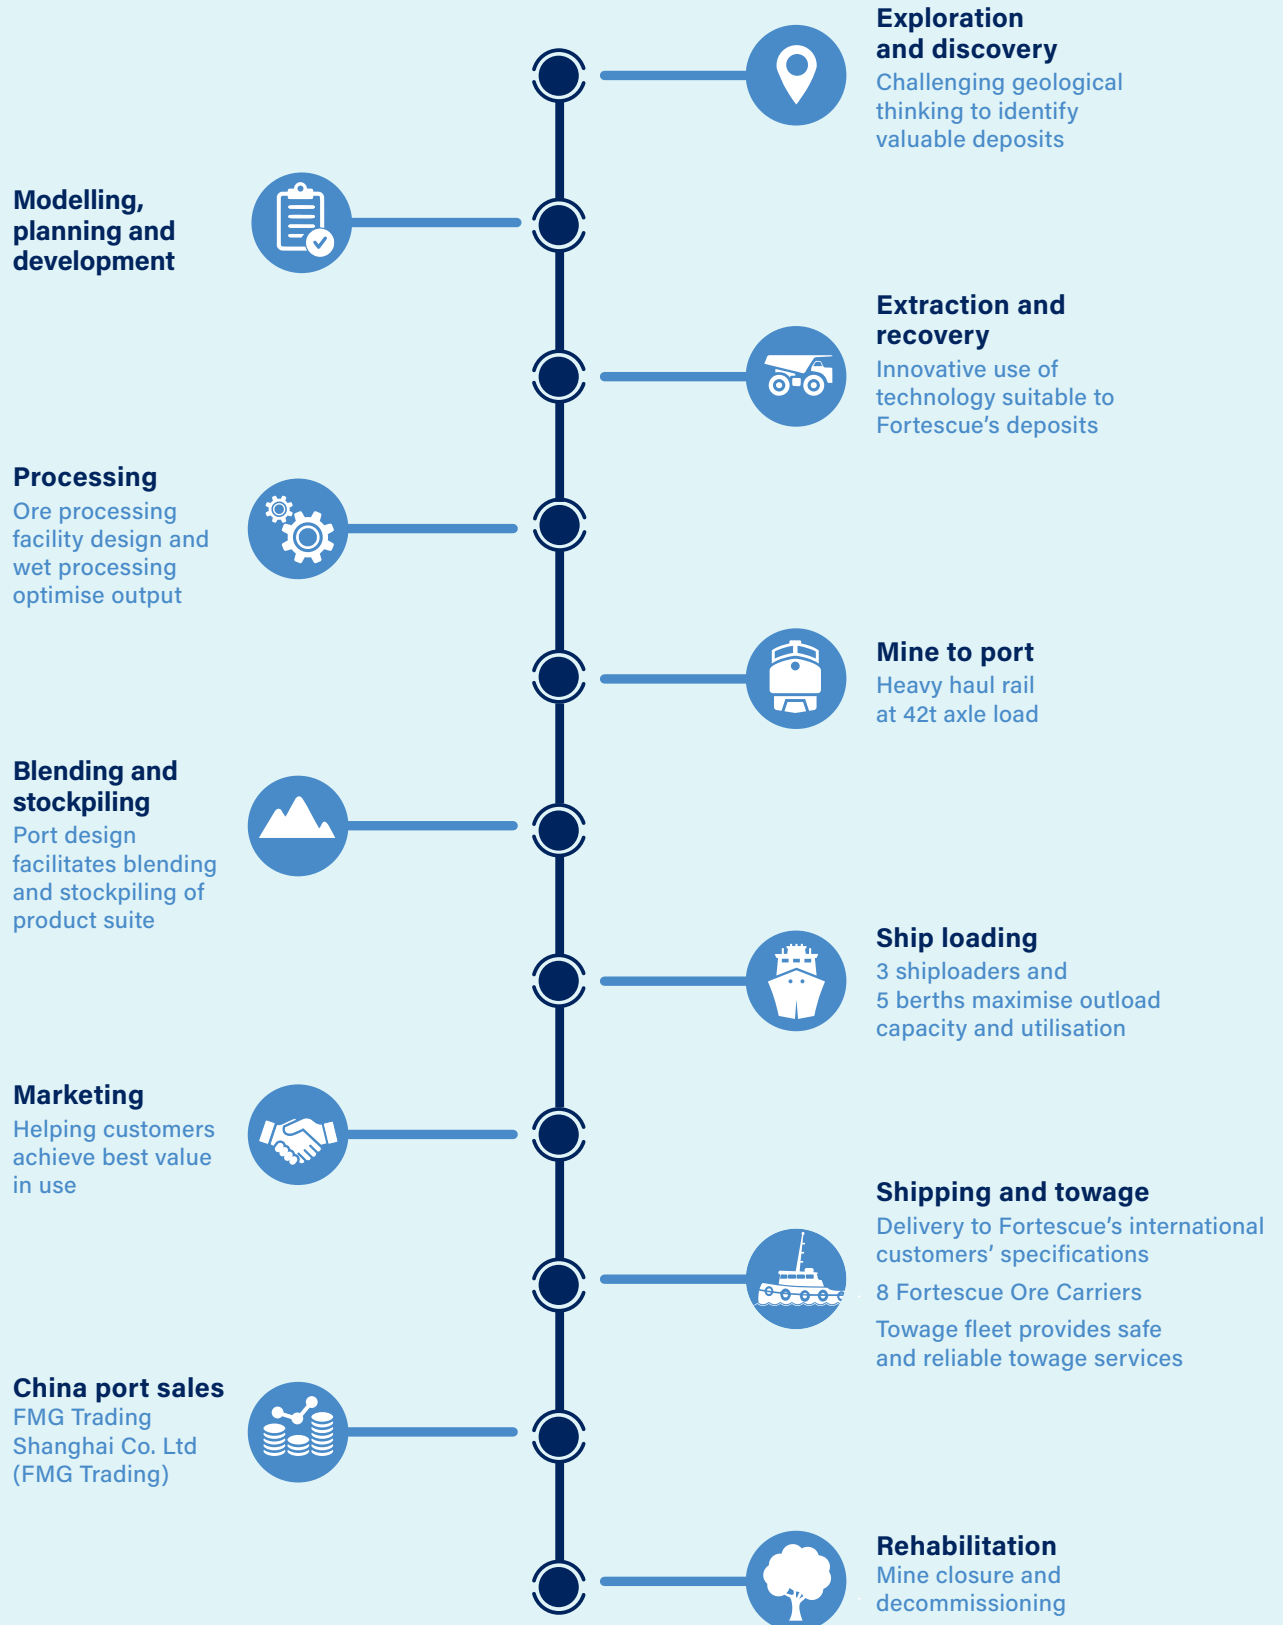 Exploration
and discovery
Challenging geological
thinking to identify
valuable deposits
Modelling,
planning and
development
Extraction and
recovery
Innovative use of
technology suitable to
Fortescue’s deposits
Processing
Ore processing
facility design and
wet processing
optimise output
Mine to port
Heavy haul rail
at 42t axle load
Blending and
stockpiling
Port design
facilitates blending
and stockpiling of
product suite
Ship loading
3 shiploaders and
5 berths maximise outload
capacity and utilisation
Marketing
Helping customers
achieve best value
in use
Shipping and towage
Delivery to Fortescue’s international
customers’ specifications
8 Fortescue Ore Carriers
Towage fleet provides safe
and reliable towage services
China port sales
FMG Trading
Shanghai Co. Ltd
(FMG Trading)
Rehabilitation
Mine closure and
decommissioning